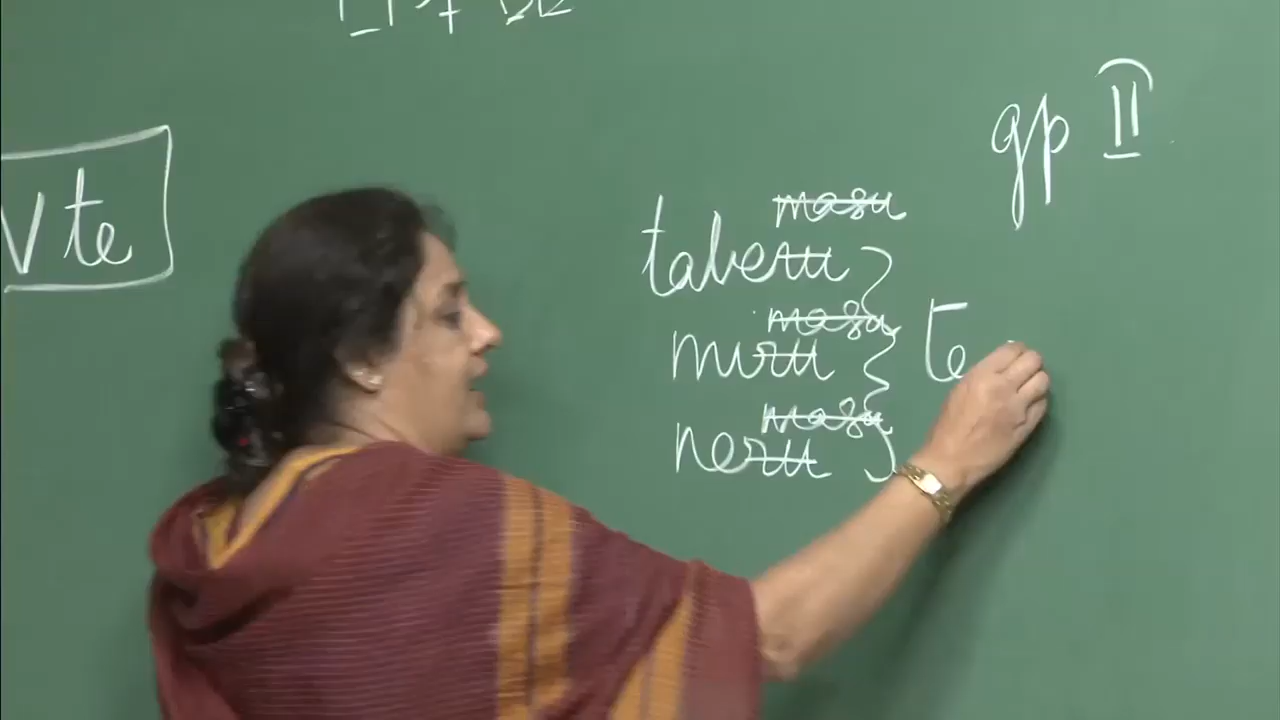 gp II
V te
masu
taberu
masu
miru
te
masu
neru